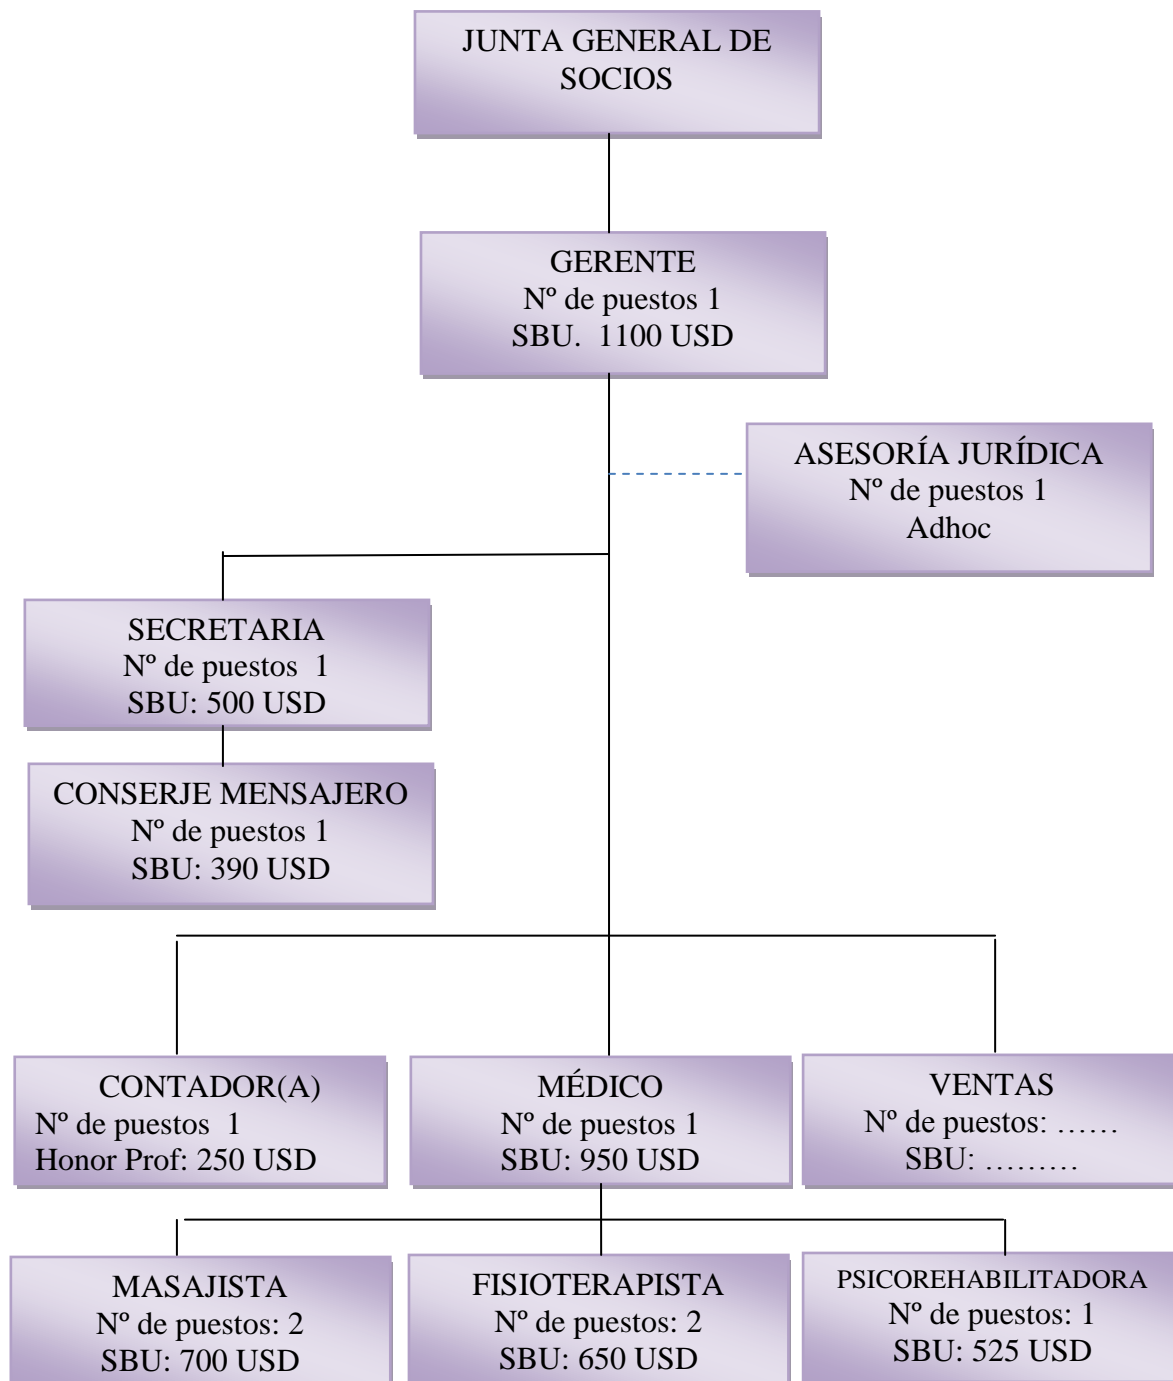 JUNTA GENERAL DE
SOCIOS
GERENTE
Nº de puestos 1
SBU. 1100 USD
ASESORÍA JURÍDICA
Nº de puestos 1
Adhoc
SECRETARIA
Nº de puestos 1
SBU: 500 USD
CONSERJE MENSAJERO
Nº de puestos 1
SBU: 390 USD
CONTADOR(A)
Nº de puestos 1
Honor Prof: 250 USD
MÉDICO
Nº de puestos 1
SBU: 950 USD
VENTAS
Nº de puestos: ……
SBU: ………
MASAJISTA
Nº de puestos: 2
SBU: 700 USD
FISIOTERAPISTA
Nº de puestos: 2
SBU: 650 USD
PSICOREHABILITADORA
Nº de puestos: 1
SBU: 525 USD